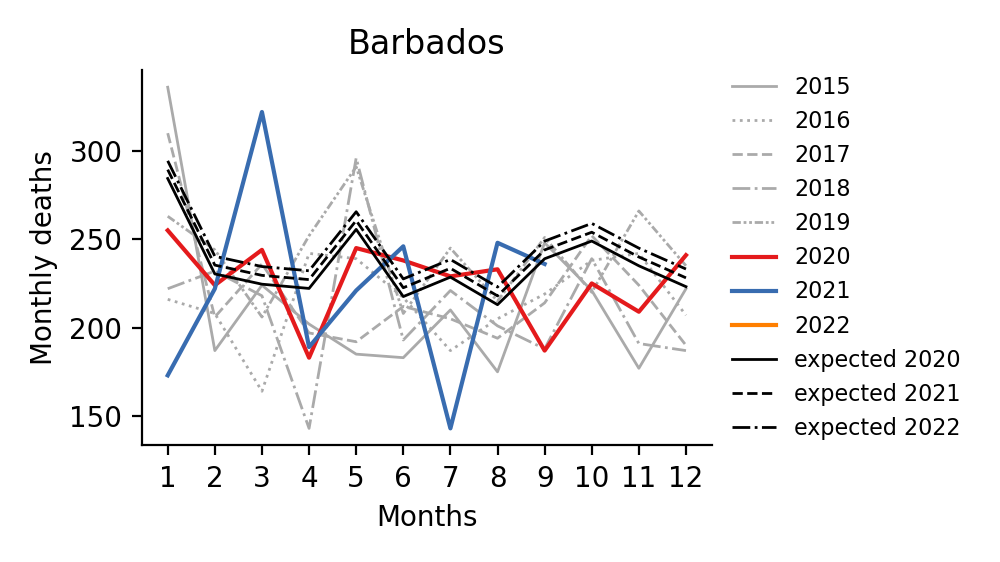 Barbados
Monthly deaths
300
250
200
150
1 2 3 4 5 6 7 8 9 10 11 12
Months
2015
2016
2017
2018
2019
2020
2021
2022
expected 2020
expected 2021
expected 2022